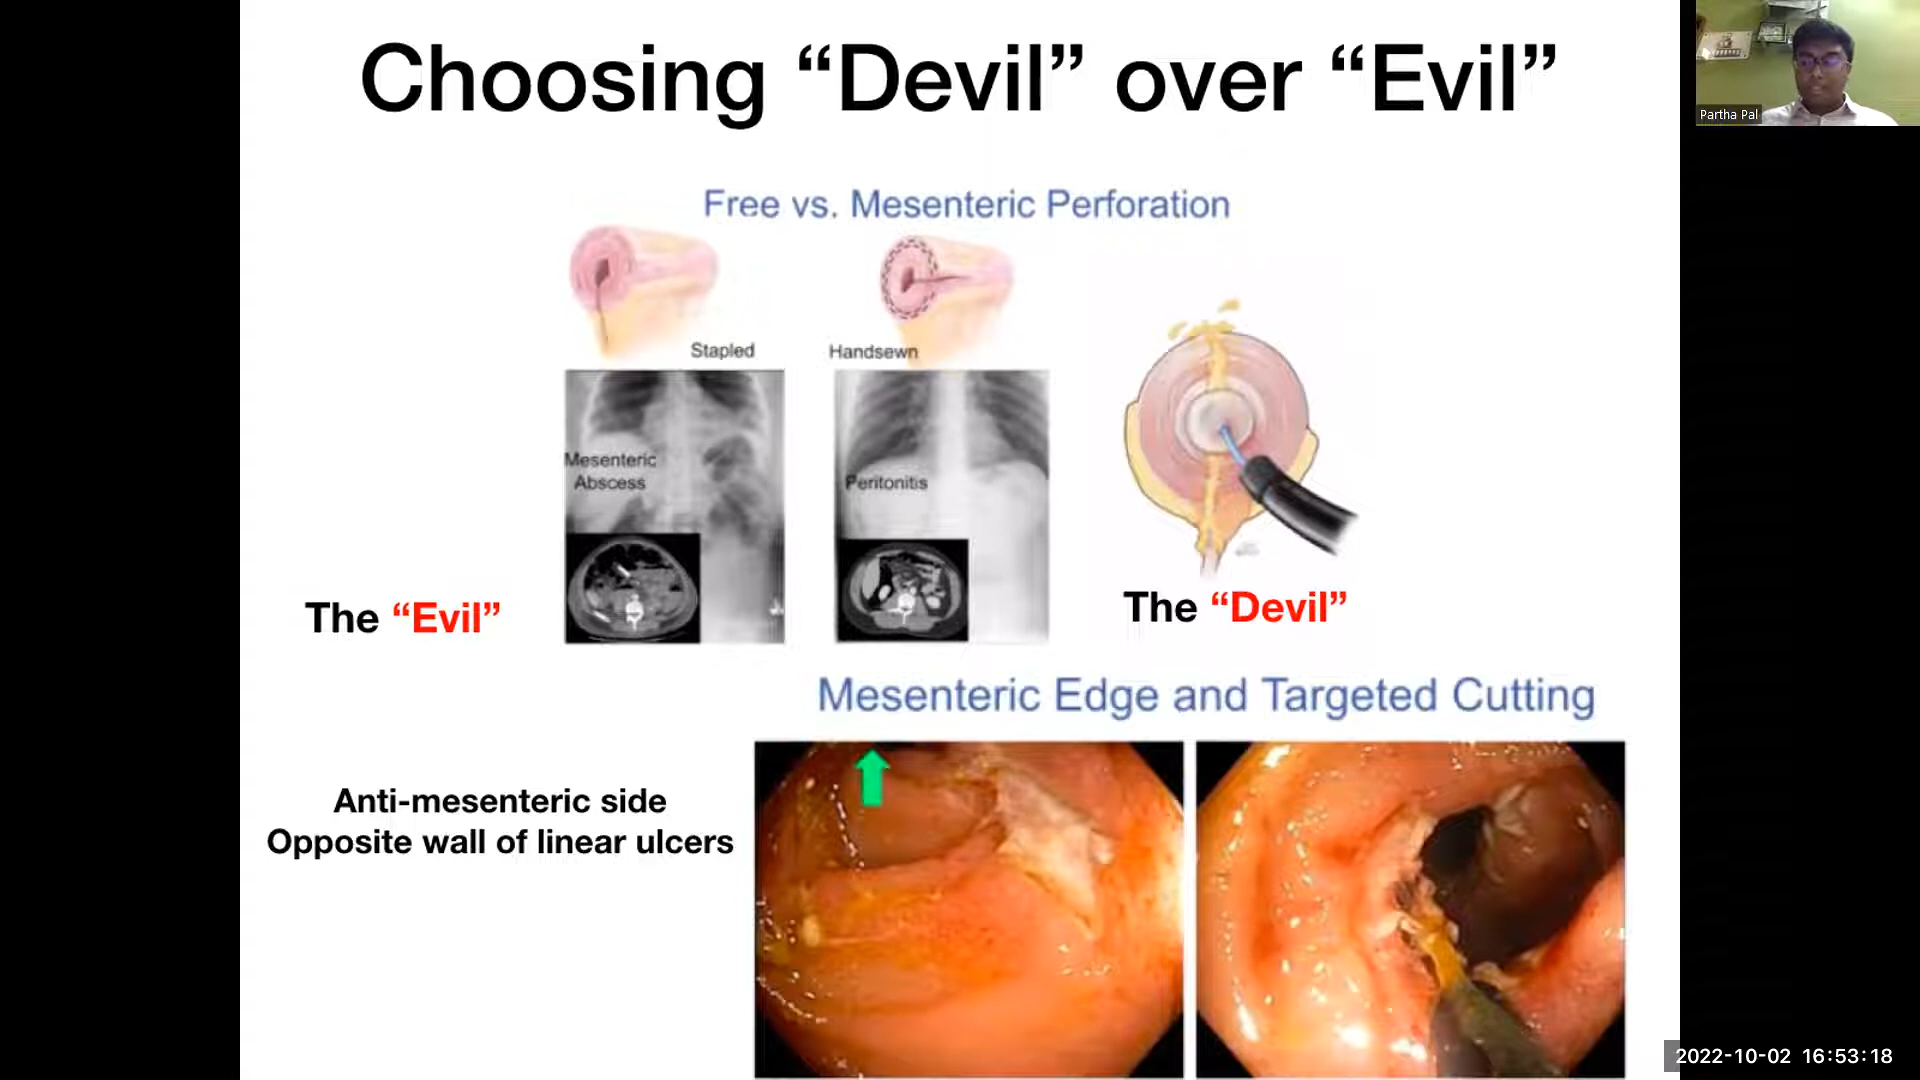 Choosing “Devil” over “Evil”
Partha Pal
Free vs. Mesenteric Perforation
Stapled
Handsewn
Mesenteric
Abscess
Peritonitis
The “Evil”
The “Devil”
Mesenteric Edge and Targeted Cutting
Anti-mesenteric side
Opposite wall of linear ulcers
2022-10-02 16:53:18